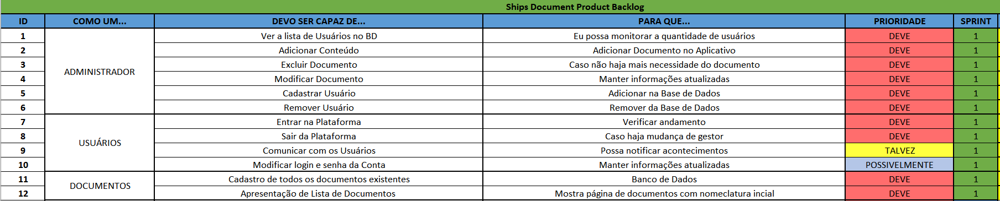 Ships Document Product Backlog
ID COMO UM... DEVO SER CAPAZ DE... PARA QUE... PRIORIDADE SPRINT
1 Ver a lista de Usuários no BD Eu possa monitorar a quantidade de usuários DEVE 1
2 Adicionar Conteúdo Adicionar Documento no Aplicativo DEVE 1
3 Excluir Documento Caso não haja mais necessidade do documento DEVE 1
ADMINISTRADOR
4 Modificar Documento Manter informações atualizadas DEVE 1
5 Cadastrar Usuário Adicionar na Base de Dados DEVE 1
6 Remover Usuário Remover da Base de Dados DEVE 1
7 Entrar na Plataforma Verificar andamento DEVE 1
8 Sair da Plataforma Caso haja mudança de gestor DEVE 1
USUÁRIOS
9 Comunicar com os Usuários Possa notificar acontecimentos TALVEZ 1
10 Modificar login e senha da Conta Manter informações atualizadas POSSIVELMENTE 1
11 Cadastro de todos os documentos existentes Banco de Dados DEVE 1
DOCUMENTOS
12 Apresentação de Lista de Documentos Mostra página de documentos com nomeclatura incial DEVE 1